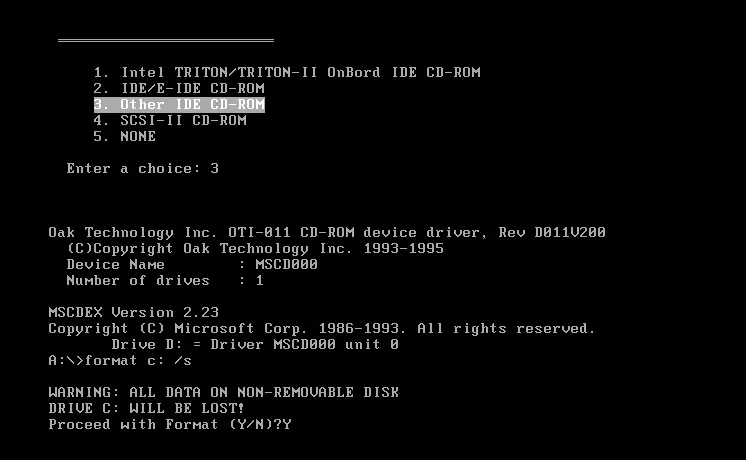 1. Intel TRITON/TRITON-II OnBord IDE CD-ROM
2. IDE/E-IDE CD-ROM
3. Other IDE CD-ROM
4. SCSI-II CD-ROM
5. NONE
Enter a choice: 3
Oak Technology Inc. OTI-011 CD-ROM device driver, Rev D011V200
(C)Copyright Oak Technology Inc. 1993-1995
Device Name : MSCD000
Number of drives : 1
MSCDEX Version 2.23
Copyright (C) Microsoft Corp. 1986-1993. All rights reserved.
Drive D: = Driver MSCD000 unit 0
A:\>format c: /s
WARNING: ALL DATA ON NON-REMOVABLE DISK
DRIVE C: WILL BE LOST!
Proceed with Format (Y/N)?Y